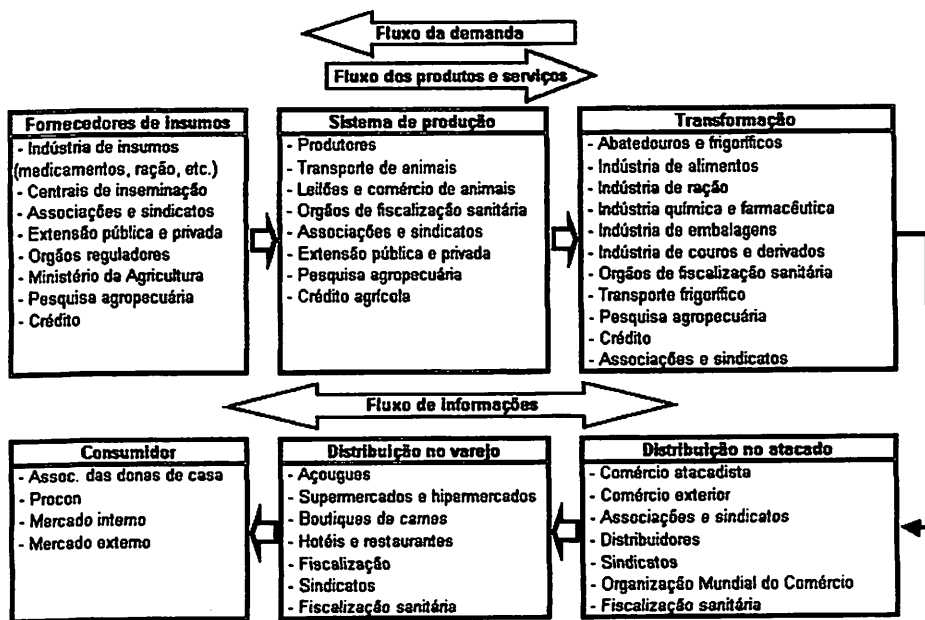 Fluxo da demanda
Fluxo dos produtos e serviços
Fornecedores de insumos
- Indústria de insumos
(medicamentos, ração, etc.)
- Centrais de inseminação
- Associações e sindicatos
- Extensão pública e privada
- Orgãos reguladores
- Ministério da Agricultura
- Pesquisa agropecuária
- Crédito
Sistema de produção
- Produtores
- Transporte de animais
- Leilões e comércio de animais
- Orgãos de fiscalização sanitária
- Associações e sindicatos
- Extensão pública e privada
- Pesquisa agropecuária
- Crédito agrícola
Transformação
- Abatedouros e frigoríficos
- Indústria de alimentos
- Indústria de ração
- Indústria química e farmacêutica
- Indústria de embalagens
- Indústria de couros e derivados
- Orgãos de fiscalização sanitária
- Transporte frigorífico
- Pesquisa agropecuária
- Crédito
- Associações e sindicatos
Fluxo de informações
Consumidor
- Assoc. das donas de casa
- Procon
- Mercado interno
- Mercado externo
Distribuição no varejo
- Açougues
- Supermercados e hipermercados
- Boutiques de carnes
- Hotéis e restaurantes
- Fiscalização
- Sindicatos
- Fiscalização sanitária
Distribuição no atacado
- Comércio atacadista
- Comércio exterior
- Associações e sindicatos
- Distribuidores
- Sindicatos
- Organização Mundial do Comércio
- Fiscalização sanitária